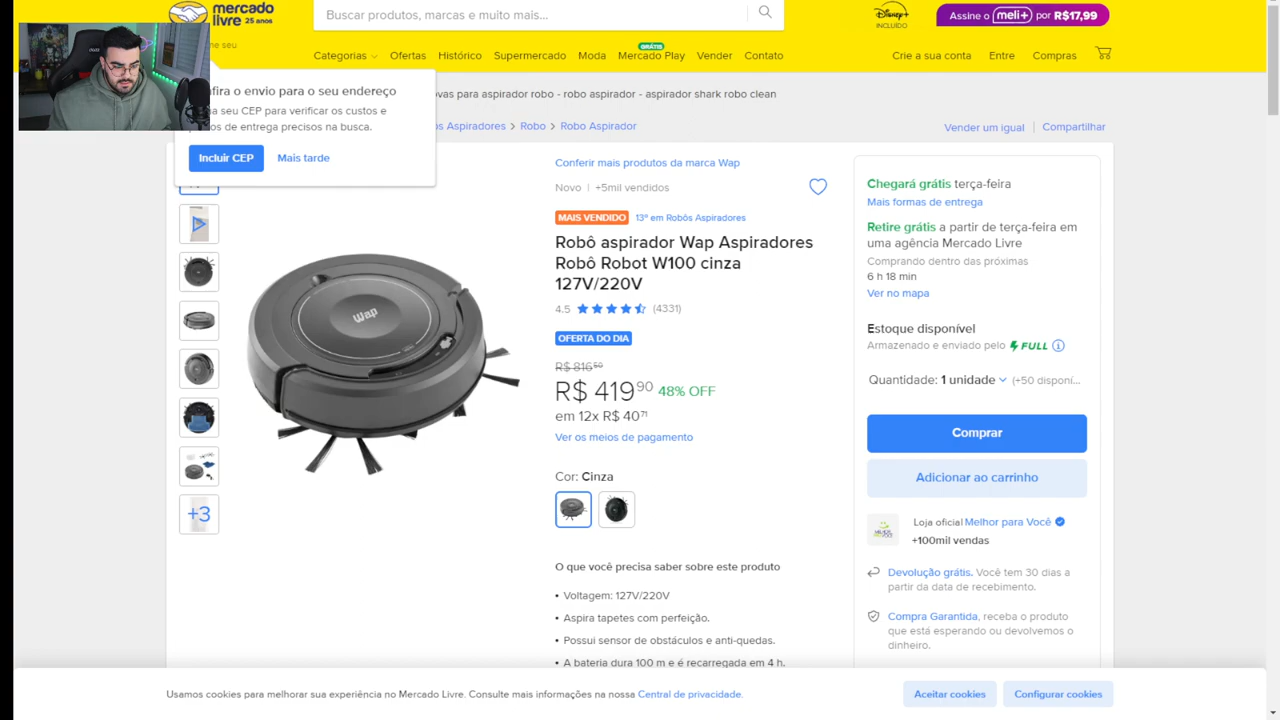 mercado
livre 25 anos
Buscar produtos, marcas e muito mais...
Disney+
INCLUÍDO
Assine o meli+ por R$17,99
me seu
Categorias
Ofertas
Histórico
Supermercado
Moda
GRÁTIS
Mercado Play
Vender
Contato
Crie a sua conta
Entre
Compras
fira o envio para o seu endereço
a seu CEP para verificar os custos e
os de entrega precisos na busca.
Incluir CEP
Mais tarde
ovas para aspirador robo - robo aspirador - aspirador shark robo clean
s Aspiradores > Robo > Robo Aspirador
Vender um igual | Compartilhar
+3
Wap
Conferir mais produtos da marca Wap
Novo | +5mil vendidos
MAIS VENDIDO 13º em Robôs Aspiradores
Robô aspirador Wap Aspiradores
Robô Robot W100 cinza
127V/220V
4.5 (4331)
OFERTA DO DIA
R$ 816,50
R$ 419,90 48% OFF
em 12x R$ 40,71
Ver os meios de pagamento
Cor: Cinza
O que você precisa saber sobre este produto
• Voltagem: 127V/220V
• Aspira tapetes com perfeição.
• Possui sensor de obstáculos e anti-quedas.
• A bateria dura 100 m e é recarregada em 4 h.
Chegará grátis terça-feira
Mais formas de entrega
Retire grátis a partir de terça-feira em
uma agência Mercado Livre
Comprando dentro das próximas
6 h 18 min
Ver no mapa
Estoque disponível
Armazenado e enviado pelo FULL
Quantidade: 1 unidade (+50 disponí...
Comprar
Adicionar ao carrinho
Loja oficial Melhor para Você
+100mil vendas
Devolução grátis. Você tem 30 dias a
partir da data de recebimento.
Compra Garantida, receba o produto
que está esperando ou devolvemos o
dinheiro.
Usamos cookies para melhorar sua experiência no Mercado Livre. Consulte mais informações na nossa Central de privacidade.
Aceitar cookies
Configurar cookies